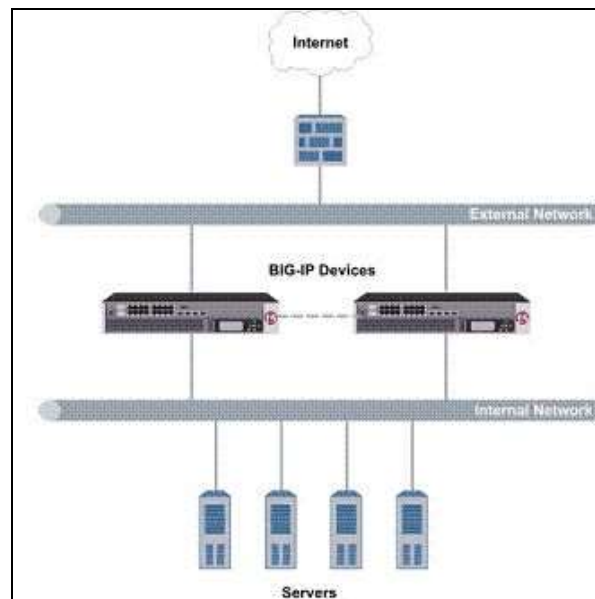 Internet
External Network
BIG-IP Devices
Internal Network
Servers